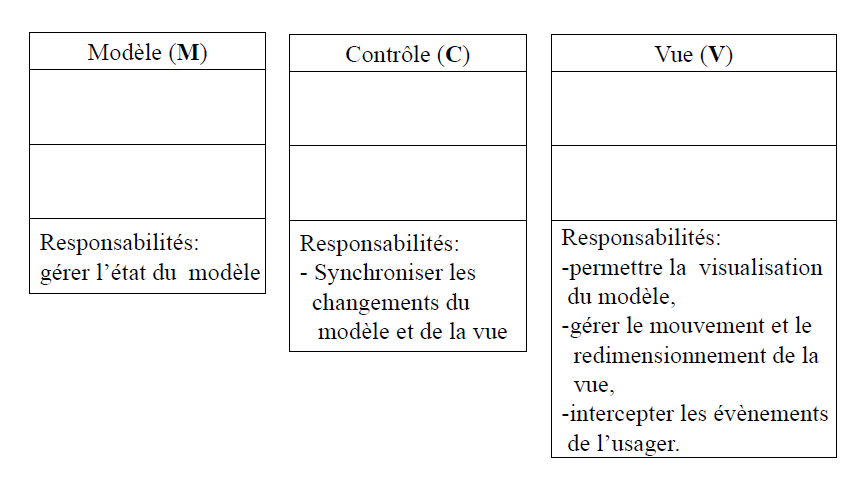 Modèle (M)
Responsabilités:
gérer l’état du modèle
Contrôle (C)
Responsabilités:
- Synchroniser les
changements du
modèle et de la vue
Vue (V)
Responsabilités:
-permettre la visualisation
du modèle,
-gérer le mouvement et le
redimensionnement de la
vue,
-intercepter les évènements
de l’usager.